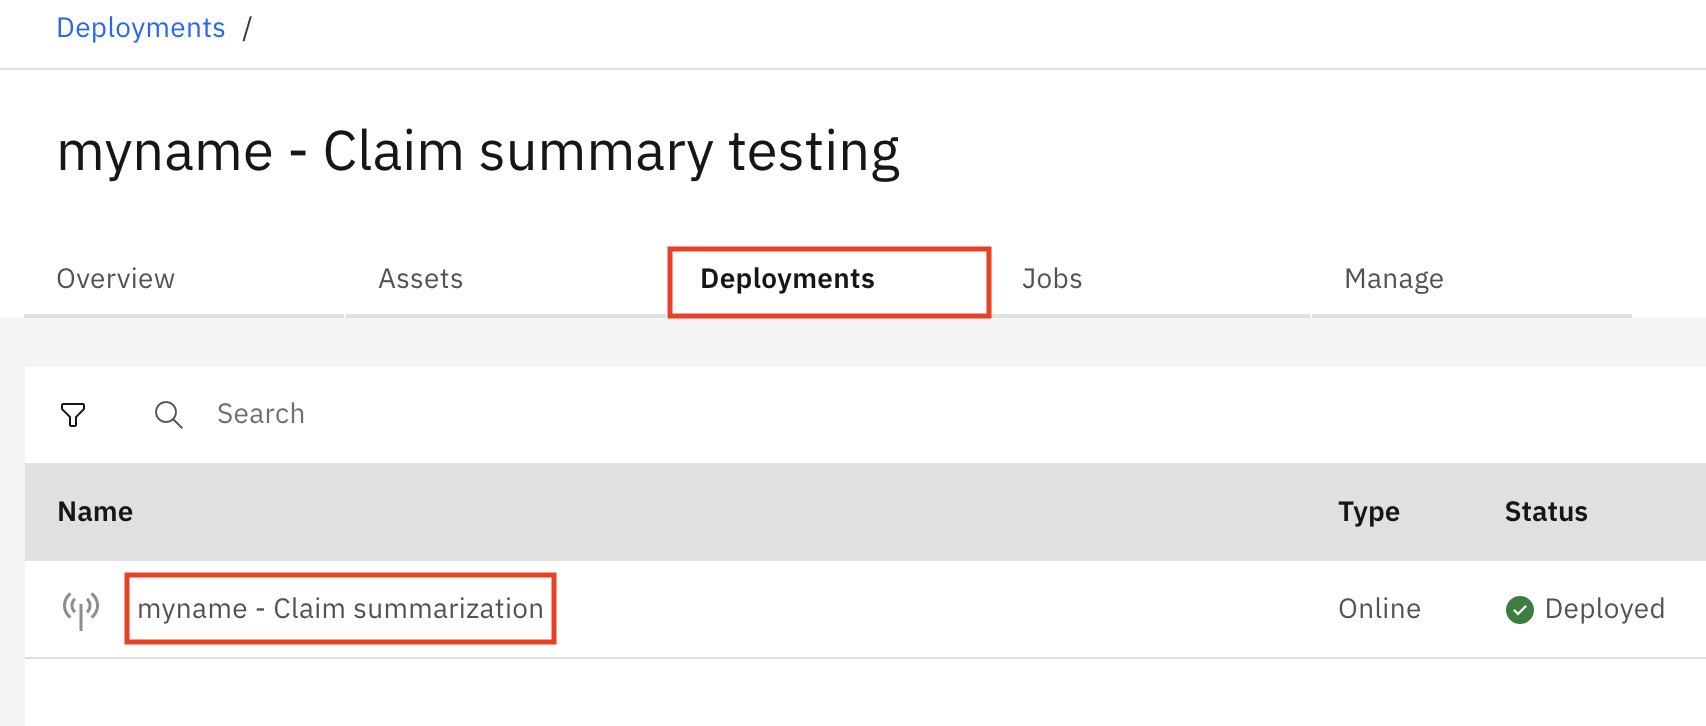 Deployments /
myname - Claim summary testing
Overview Assets Deployments Jobs Manage
Search
Name Type Status
myname - Claim summarization Online Deployed